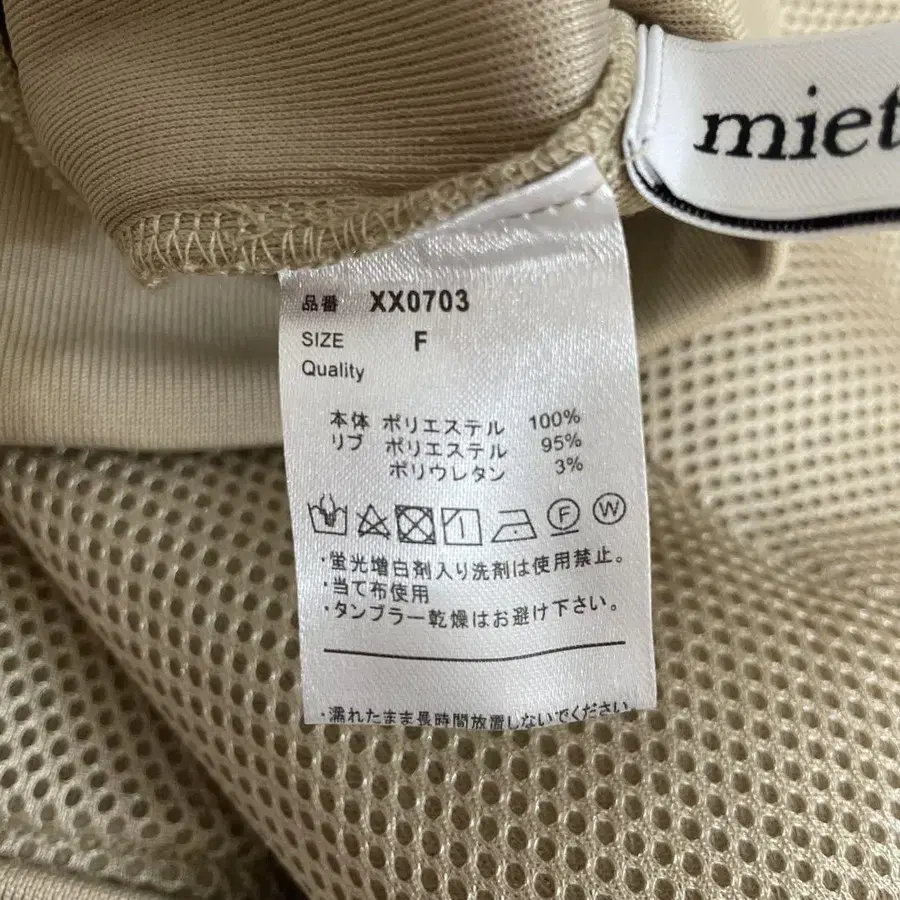 miet
品番 XX0703
SIZE F
Quality
本体 ポリエステル 100%
リブ ポリエステル 95%
ポリウレタン 3%
F W
・蛍光増白剤入り洗剤は使用禁止。
・当て布使用
・タンブラー乾燥はお避け下さい。
・濡れたまま長時間放置しないでください。